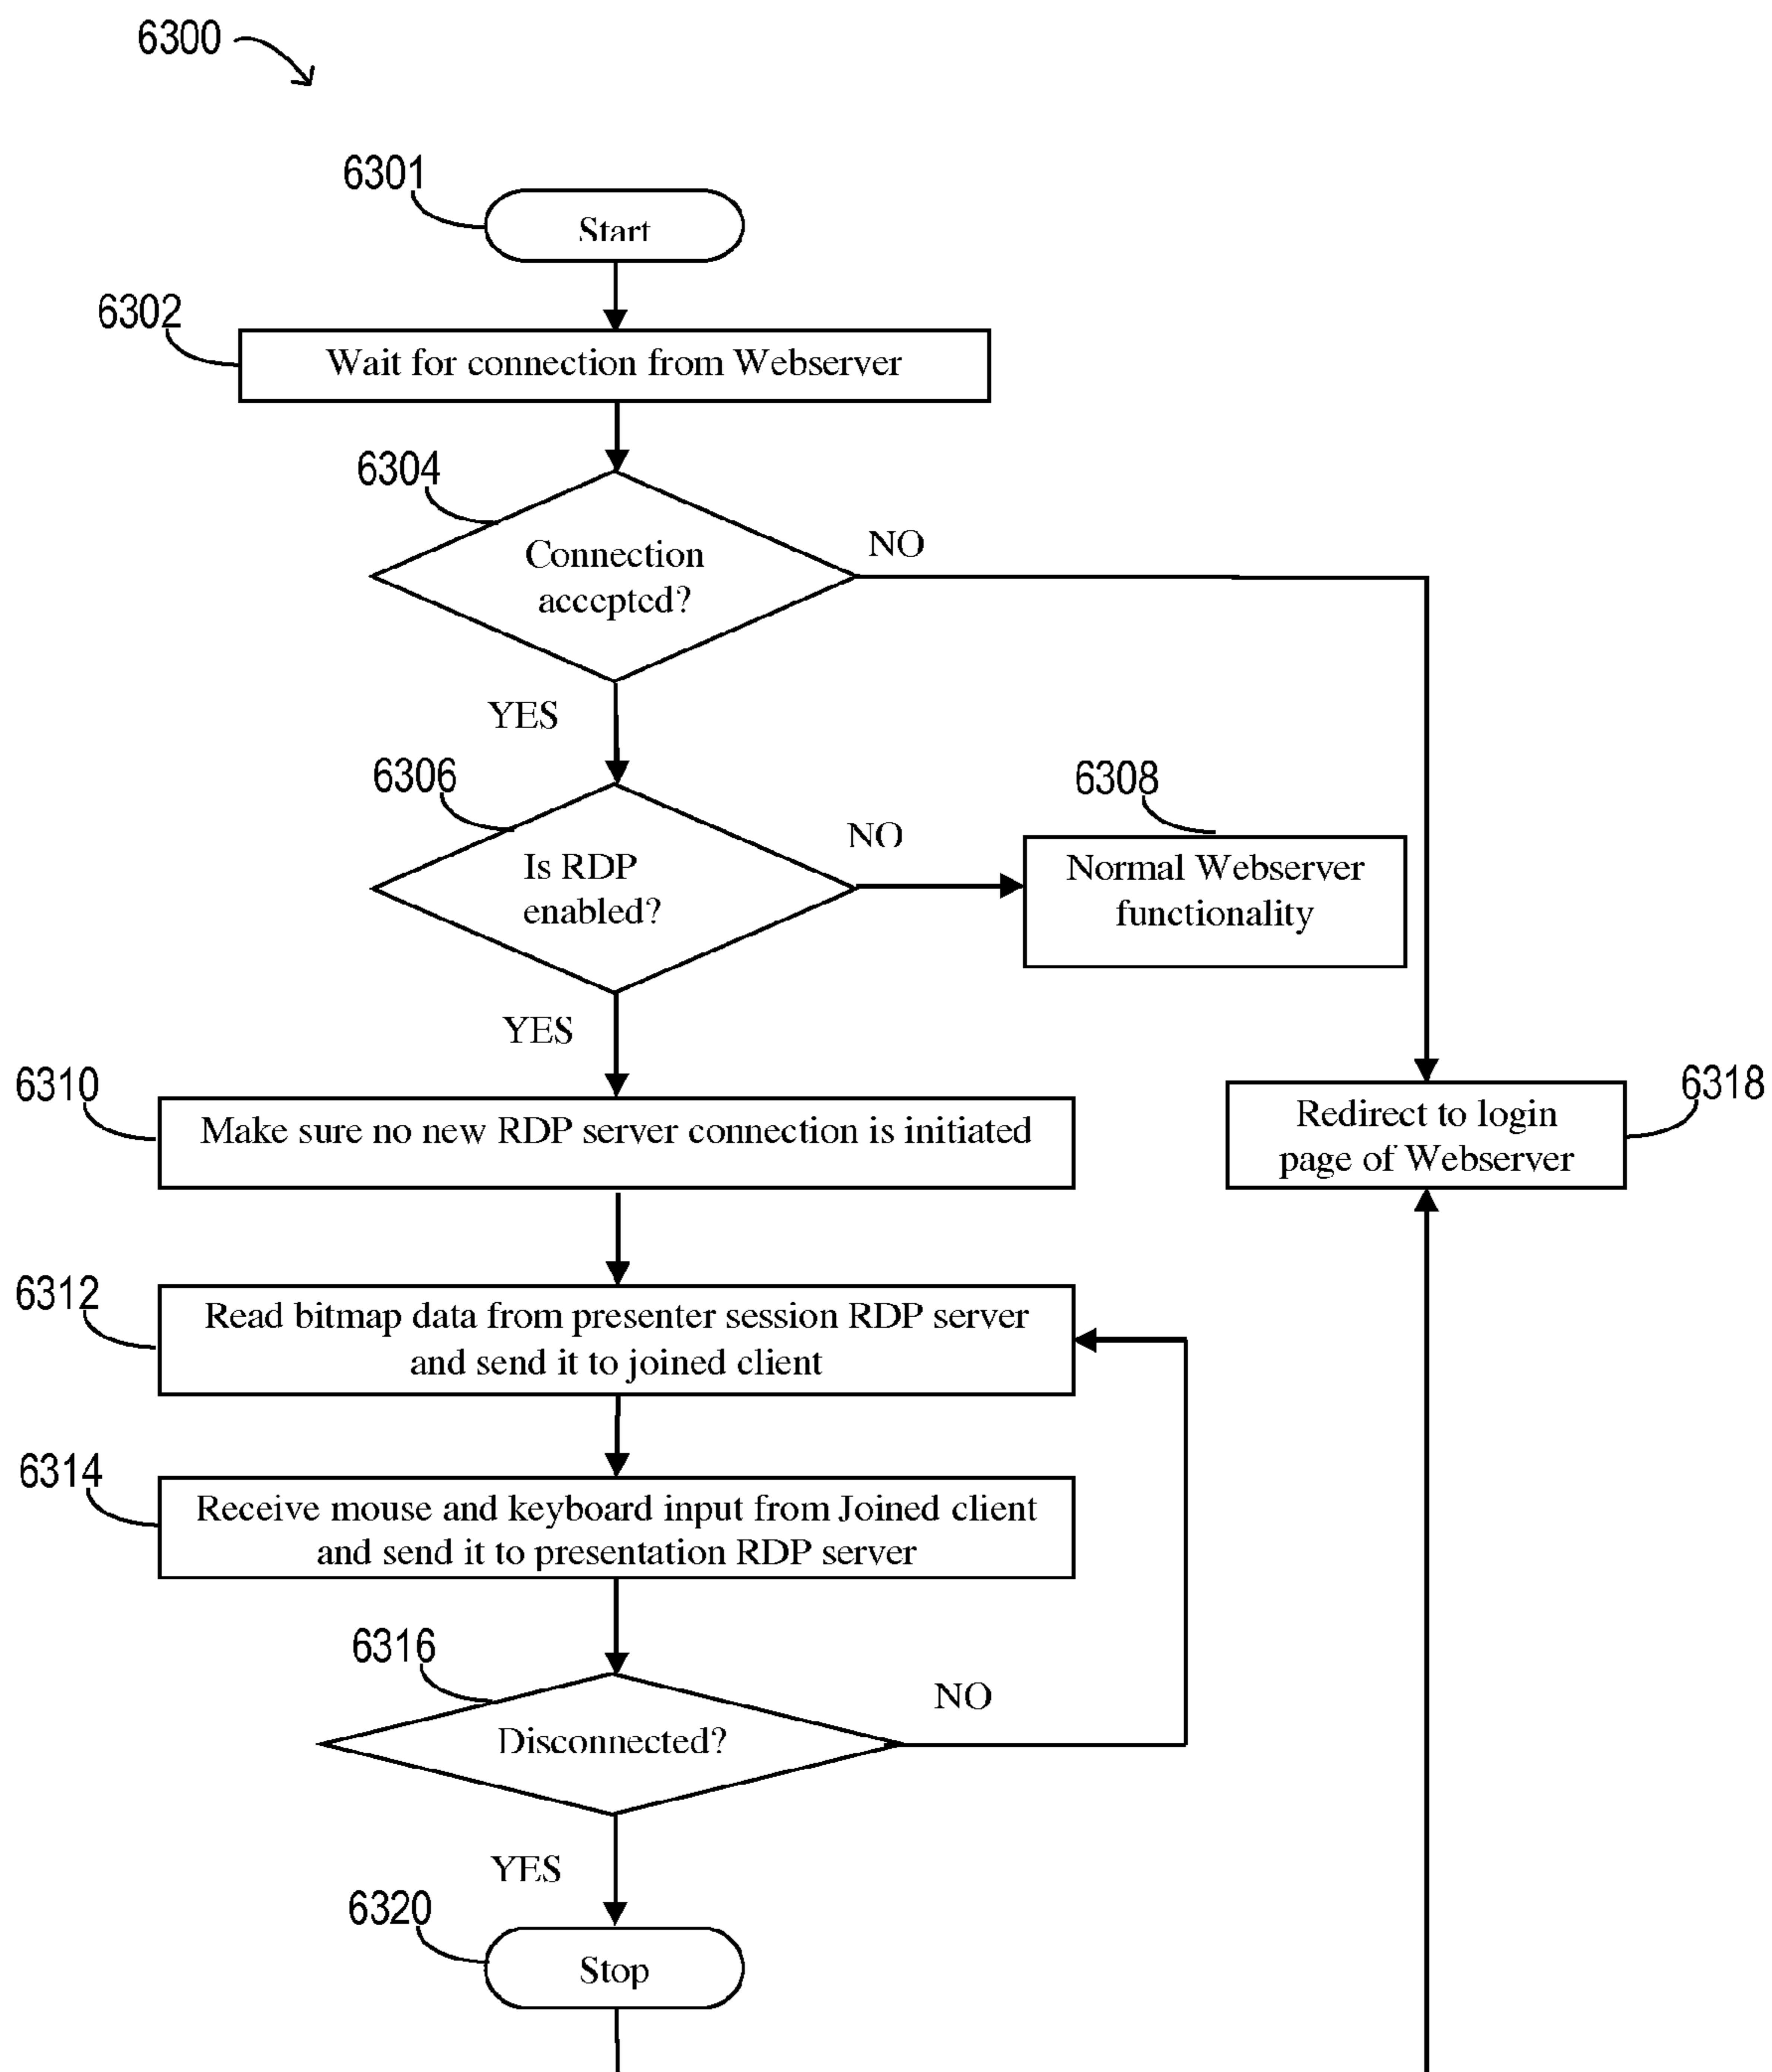 6300
6301
Start
6302
Wait for connection from Webserver
6304
Connection
accepted?
NO
YES
6306
Is RDP
enabled?
NO
6308
Normal Webserver
functionality
YES
6310
Make sure no new RDP server connection is initiated
6318
Redirect to login
page of Webserver
6312
Read bitmap data from presenter session RDP server
and send it to joined client
6314
Receive mouse and keyboard input from Joined client
and send it to presentation RDP server
6316
Disconnected?
NO
YES
6320
Stop